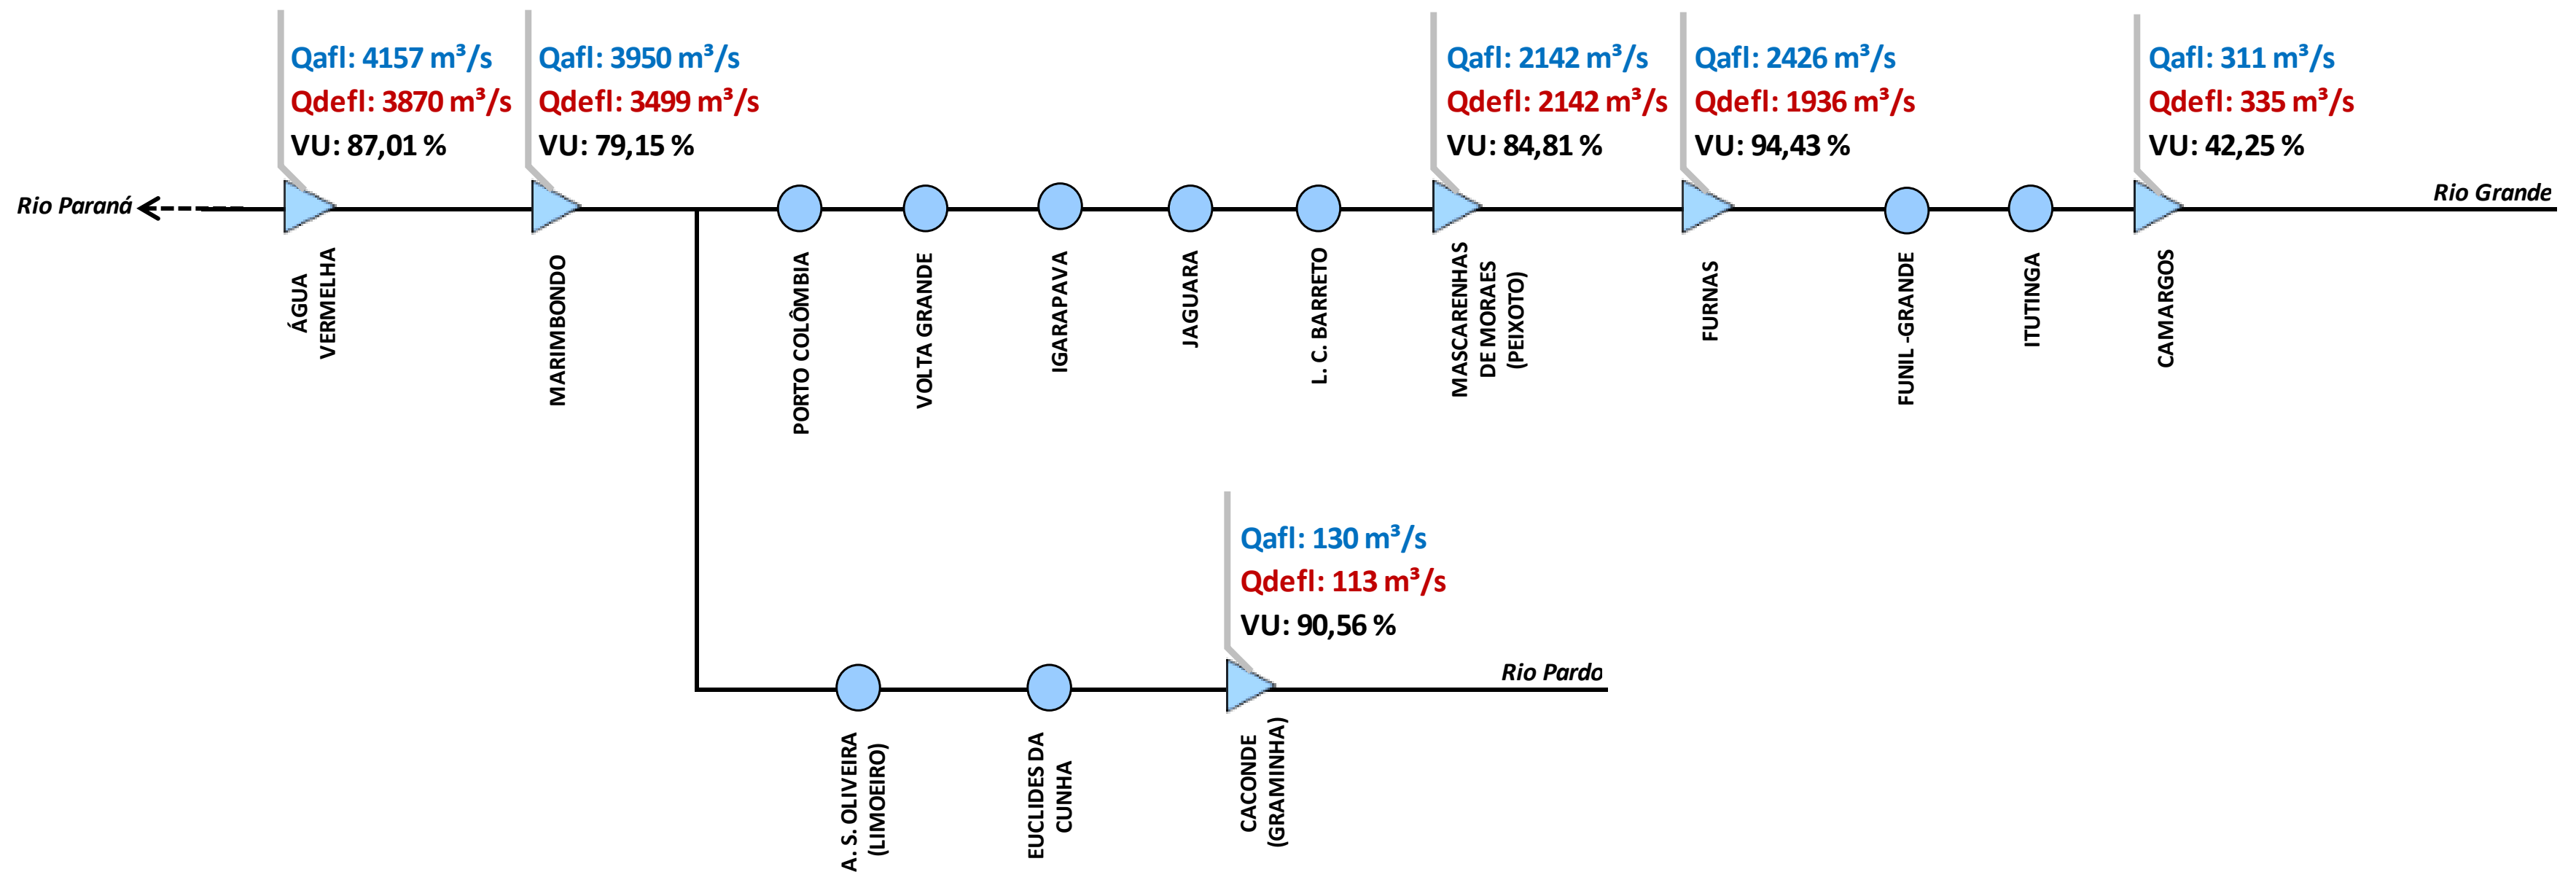 Qafl: 4157 m³/s
Qdefl: 3870 m³/s
VU: 87,01 %
Qafl: 3950 m³/s
Qdefl: 3499 m³/s
VU: 79,15 %
Qafl: 2142 m³/s
Qdefl: 2142 m³/s
VU: 84,81 %
Qafl: 2426 m³/s
Qdefl: 1936 m³/s
VU: 94,43 %
Qafl: 311 m³/s
Qdefl: 335 m³/s
VU: 42,25 %
Rio Paraná
Rio Grande
ÁGUA
VERMELHA
MARIMBONDO
PORTO COLÔMBIA
VOLTA GRANDE
IGARAPAVA
JAGUARA
L. C. BARRETO
MASCARENHAS
DE MORAES
(PEIXOTO)
FURNAS
FUNIL -GRANDE
ITUTINGA
CAMARGOS
Qafl: 130 m³/s
Qdefl: 113 m³/s
VU: 90,56 %
Rio Pardo
A. S. OLIVEIRA
(LIMOEIRO)
EUCLIDES DA
CUNHA
CACONDE
(GRAMINHA)